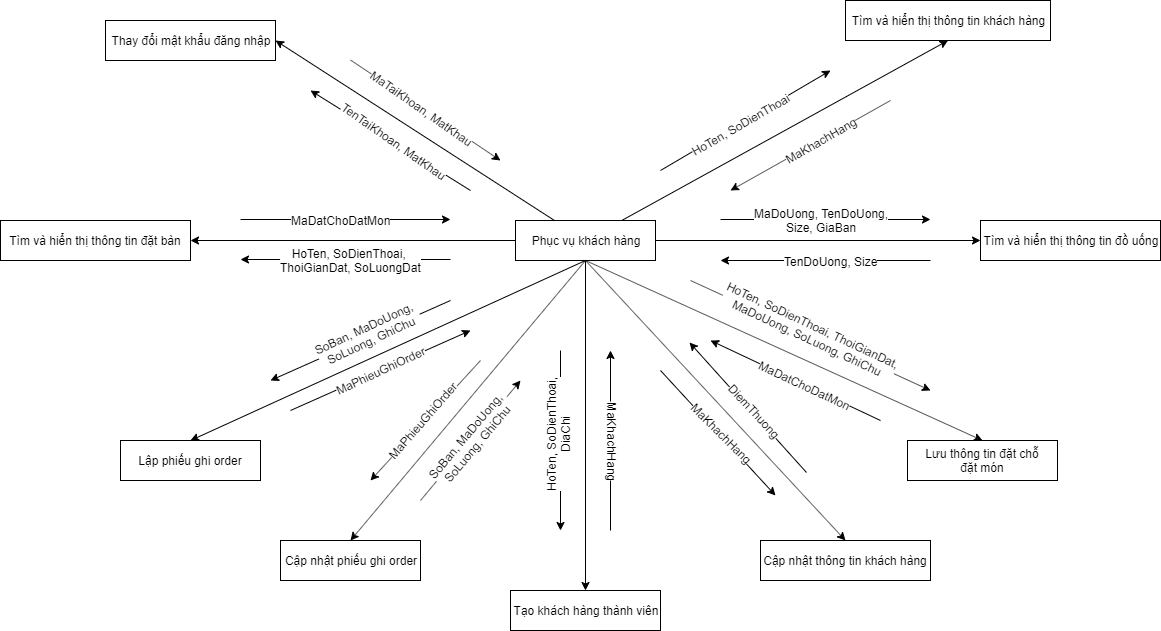 Tìm và hiển thị thông tin khách hàng
Thay đổi mật khẩu đăng nhập
MaTaiKhoan, MatKhau
TenTaiKhoan, MatKhau
HoTen, SoDienThoai
MaKhachHang
MaDatChoDatMon
MaDoUong, TenDoUong,
Size, GiaBan
Tìm và hiển thị thông tin đặt bàn
Phục vụ khách hàng
Tìm và hiển thị thông tin đồ uống
HoTen, SoDienThoai,
ThoiGianDat, SoLuongDat
TenDoUong, Size
SoBan, MaDoUong,
SoLuong, GhiChu
MaPhieuGhiOrder
HoTen, SoDienThoai, ThoiGianDat,
MaDoUong, SoLuong, GhiChu
MaDatChoDatMon
MaPhieuGhiOrder
SoBan, MaDoUong,
SoLuong, GhiChu
HoTen, SoDienThoai,
DiaChi
MaKhachHang
DiemThuong
MaKhachHang
Lập phiếu ghi order
Lưu thông tin đặt chỗ
đặt món
Cập nhật phiếu ghi order
Cập nhật thông tin khách hàng
Tạo khách hàng thành viên